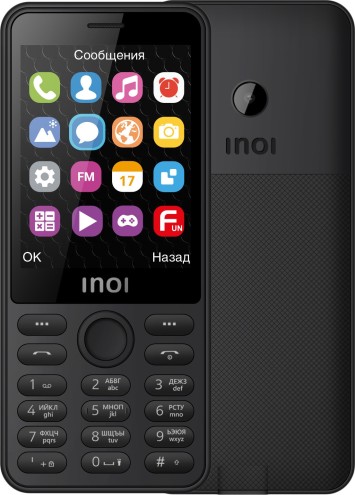 Сообщения
FM
17
FUN
OK
Назад
INOI
INOI
1
2 АБВГ abc
3 ДЕЖЗ def
4 ИЙКЛ ghi
5 МНОП jkl
6 РСТУ mno
7 ФХЦЧ pqrs
8 ШЩЪЫ tuv
9 ЬЭЮЯ wxyz
* +
0
#